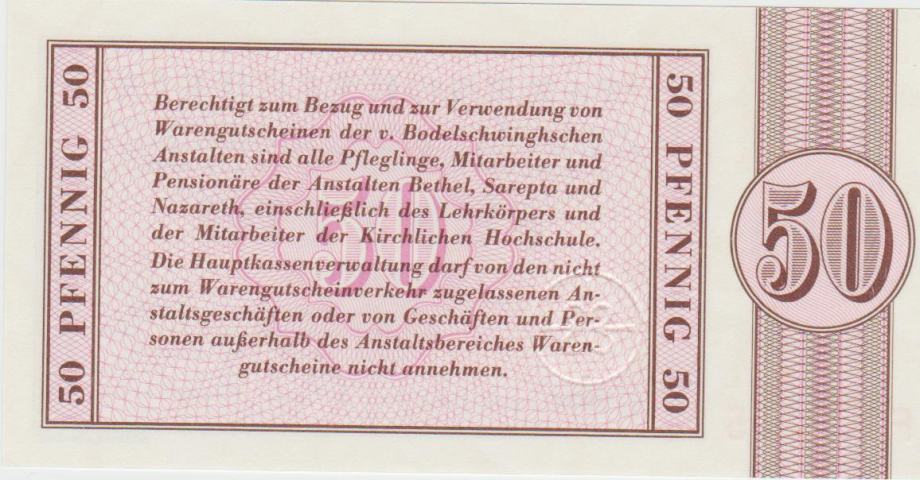 50 PFENNIG 50
Berechtigt zum Bezug und zur Verwendung von
Warengutscheinen der v. Bodelschwinghschen
Anstalten sind alle Pfleglinge, Mitarbeiter und
Pensionäre der Anstalten Bethel, Sarepta und
Nazareth, einschließlich des Lehrkörpers und
der Mitarbeiter der Kirchlichen Hochschule.
Die Hauptkassenverwaltung darf von den nicht
zum Warengutscheinverkehr zugelassenen An-
staltsgeschäften oder von Geschäften und Per-
sonen außerhalb des Anstaltsbereiches Waren-
gutscheine nicht annehmen.
50
50 PFENNIG 50
50